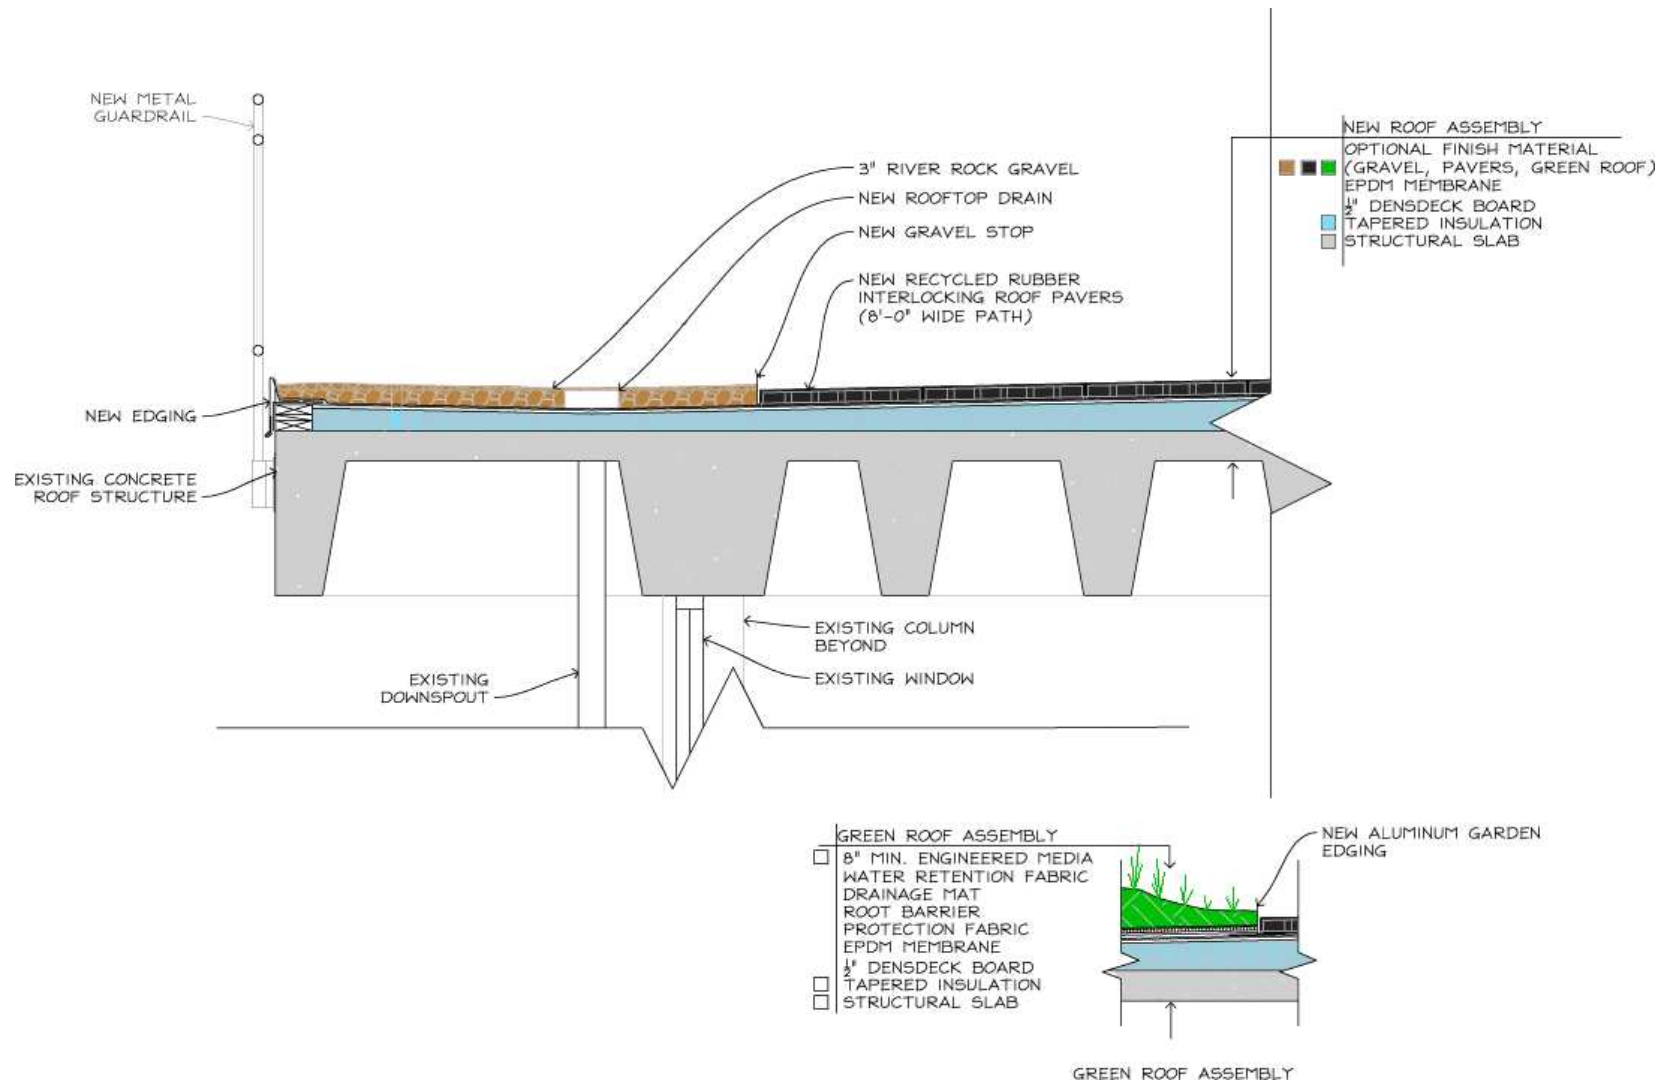 NEW METAL
GUARDRAIL
3" RIVER ROCK GRAVEL
NEW ROOFTOP DRAIN
NEW GRAVEL STOP
NEW RECYCLED RUBBER
INTERLOCKING ROOF PAVERS
(8'-0" WIDE PATH)
NEW ROOF ASSEMBLY
OPTIONAL FINISH MATERIAL
(GRAVEL, PAVERS, GREEN ROOF)
EPDM MEMBRANE
½" DENSDECK BOARD
TAPERED INSULATION
STRUCTURAL SLAB
NEW EDGING
EXISTING CONCRETE
ROOF STRUCTURE
EXISTING COLUMN
BEYOND
EXISTING WINDOW
EXISTING
DOWNSPOUT
GREEN ROOF ASSEMBLY
8" MIN. ENGINEERED MEDIA
WATER RETENTION FABRIC
DRAINAGE MAT
ROOT BARRIER
PROTECTION FABRIC
EPDM MEMBRANE
½" DENSDECK BOARD
TAPERED INSULATION
STRUCTURAL SLAB
NEW ALUMINUM GARDEN
EDGING
GREEN ROOF ASSEMBLY